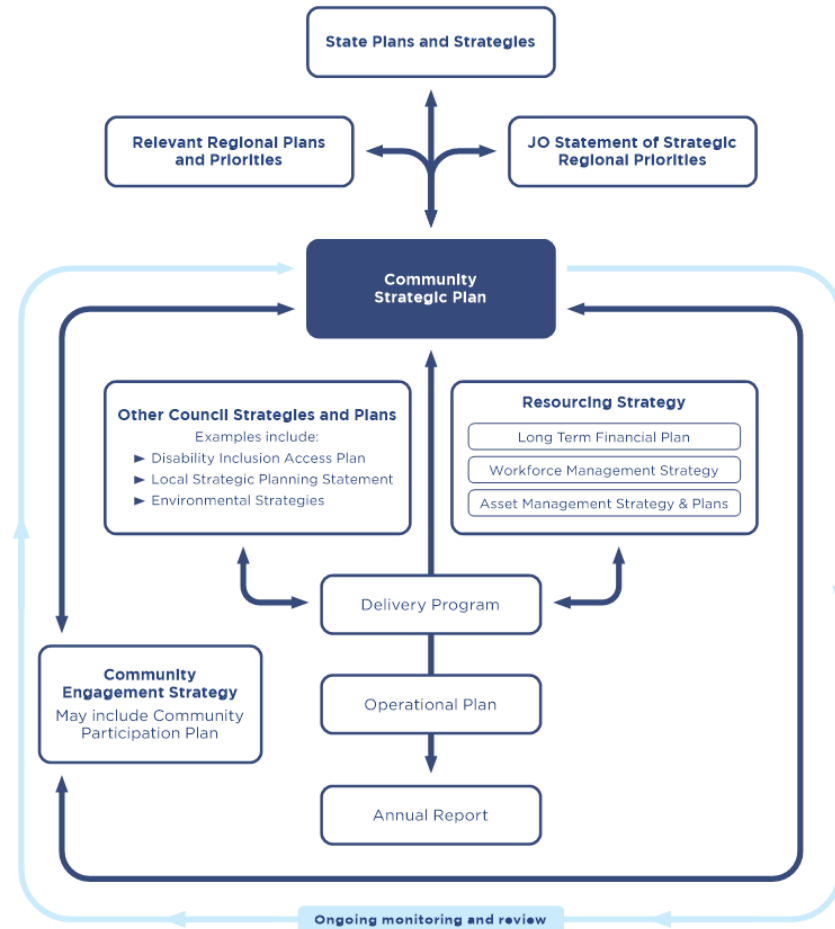 State Plans and Strategies
Relevant Regional Plans
and Priorities
JO Statement of Strategic
Regional Priorities
Community
Strategic Plan
Other Council Strategies and Plans
Examples include:
► Disability Inclusion Access Plan
► Local Strategic Planning Statement
► Environmental Strategies
Resourcing Strategy
Long Term Financial Plan
Workforce Management Strategy
Asset Management Strategy & Plans
Delivery Program
Community
Engagement Strategy
May include Community
Participation Plan
Operational Plan
Annual Report
Ongoing monitoring and review